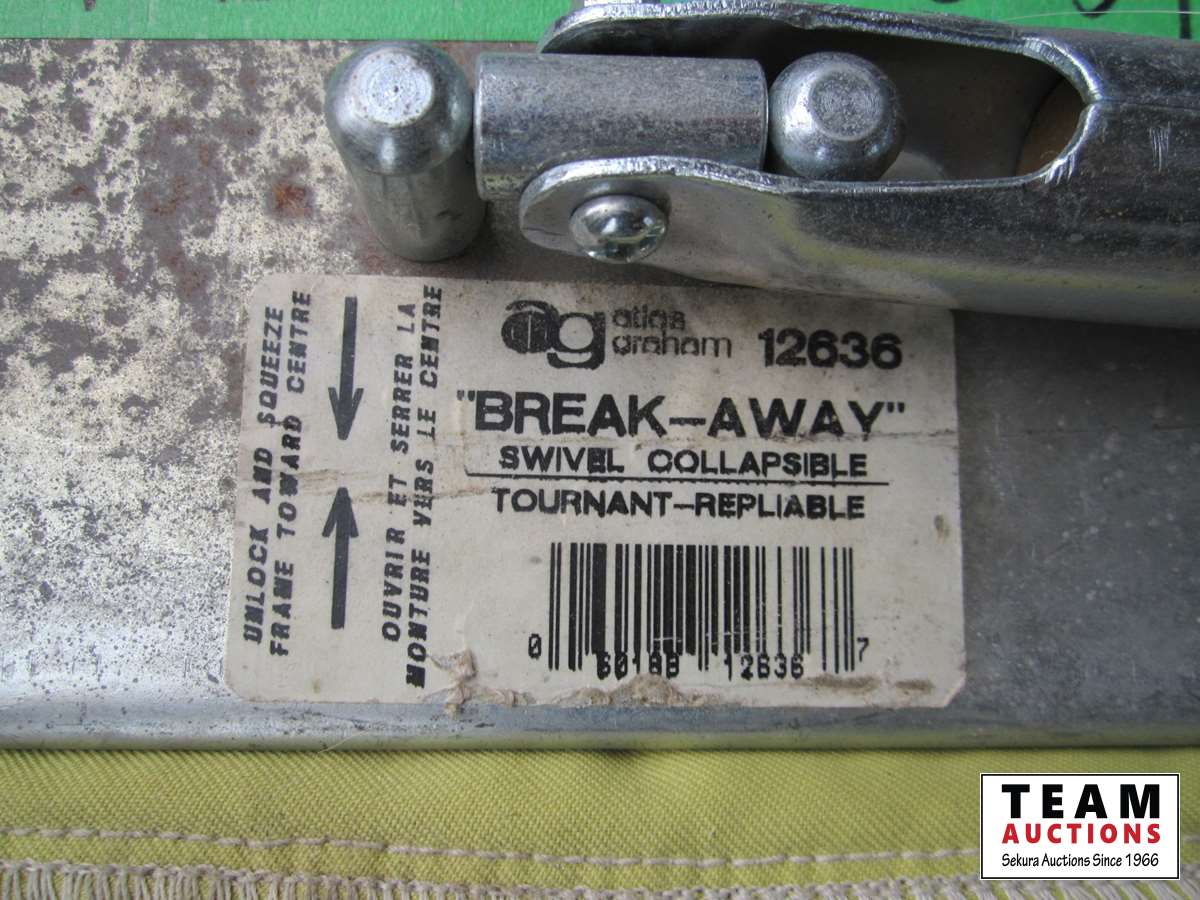 UNLOCK AND SQUEEZE
FRAME TOWARD CENTRE
OUVRIR ET SERRER LA
MONTURE VERS LE CENTRE
ag
atlas
graham
12636
"BREAK-AWAY"
SWIVEL COLLAPSIBLE
TOURNANT-REPLIABLE
0 60188 12636 7
TEAM
AUCTIONS
Sekura Auctions Since 1966